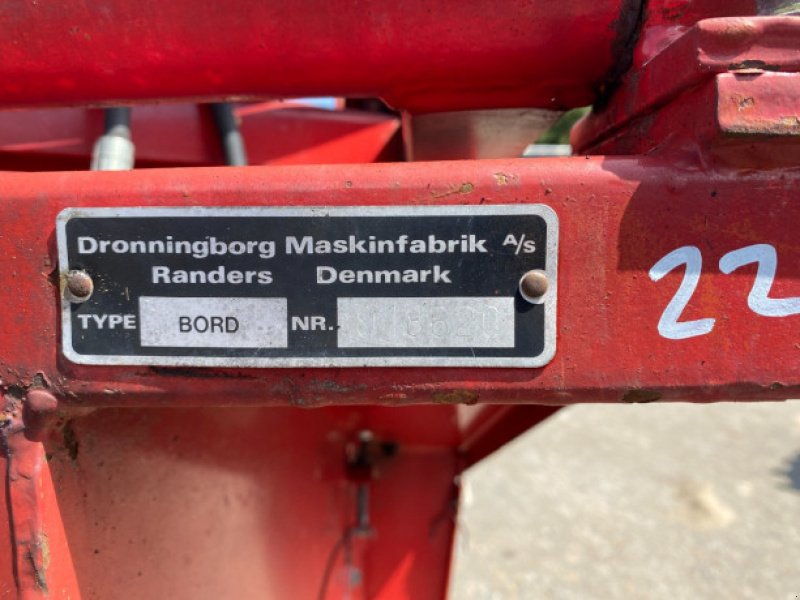 Dronningborg Maskinfabrik A/s
Randers Denmark
TYPE BORD NR.
22